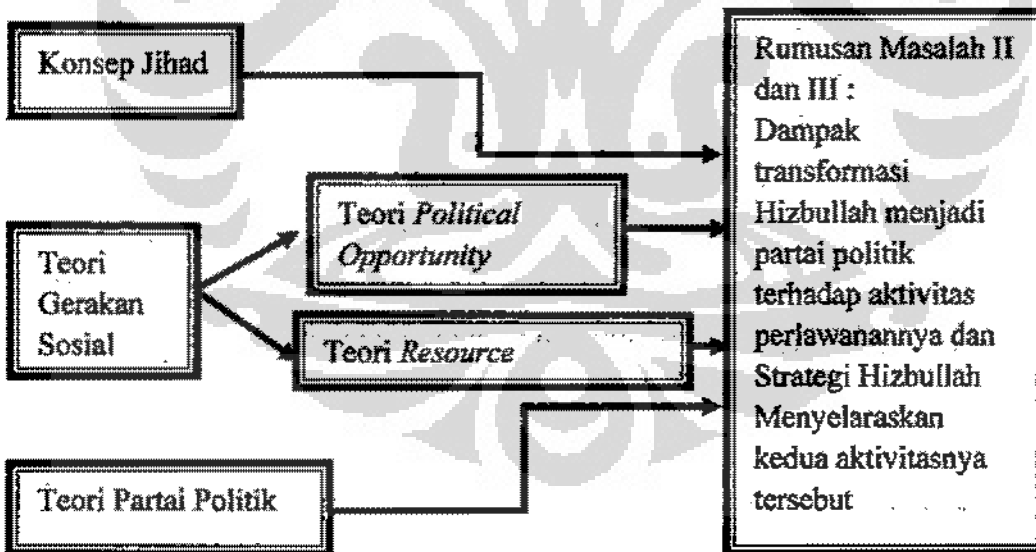 Konsep Jihad
Teori
Gerakan
Sosial
Teori Political
Opportunity
Teori Resource
Teori Partai Politik
Rumusan Masalah II
dan III :
Dampak
transformasi
Hizbullah menjadi
partai politik
terhadap aktivitas
perlawanannya dan
Strategi Hizbullah
Menyelaraskan
kedua aktivitasnya
tersebut